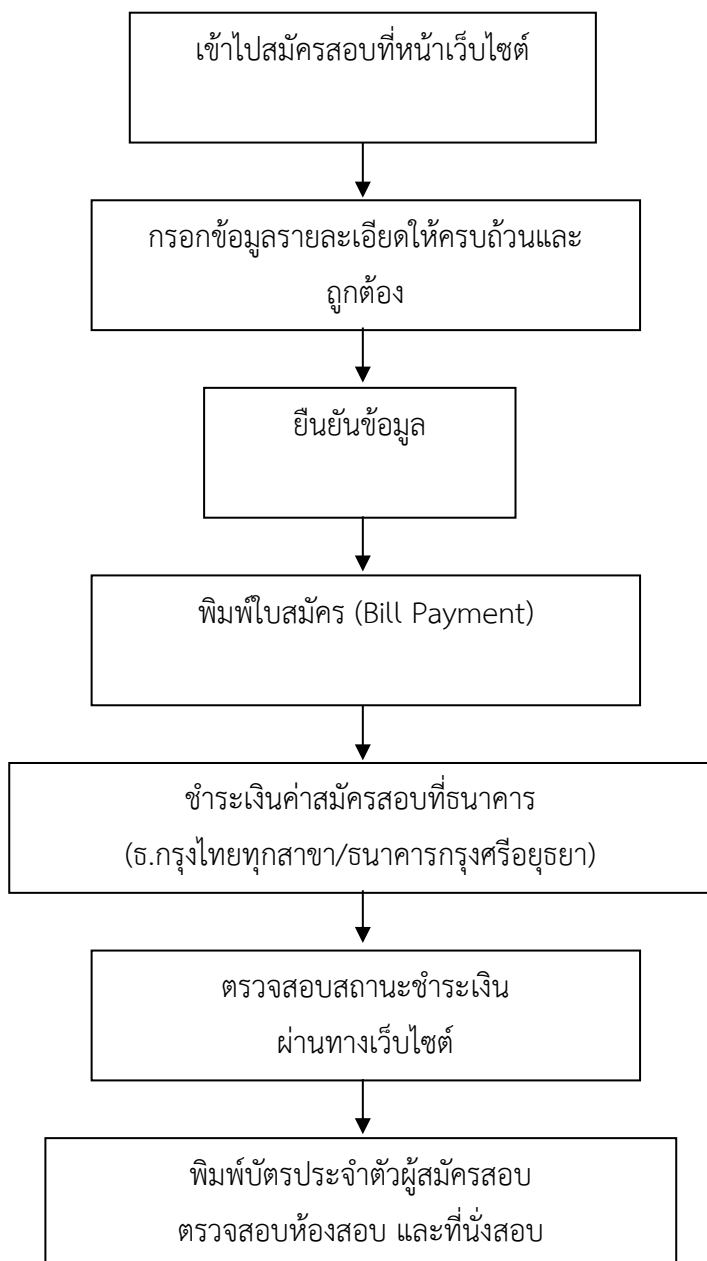 เข้าไปสมัครสอบที่หน้าเว็บไซต์
กรอกข้อมูลรายละเอียดให้ครบถ้วนและ
ถูกต้อง
ยืนยันข้อมูล
พิมพ์ใบสมัคร (Bill Payment)
ชำระเงินค่าสมัครสอบที่ธนาคาร
(ธ.กรุงไทยทุกสาขา/ธนาคารกรุงศรีอยุธยา)
ตรวจสอบสถานะชำระเงิน
ผ่านทางเว็บไซต์
พิมพ์บัตรประจำตัวผู้สมัครสอบ
ตรวจสอบห้องสอบ และที่นั่งสอบ